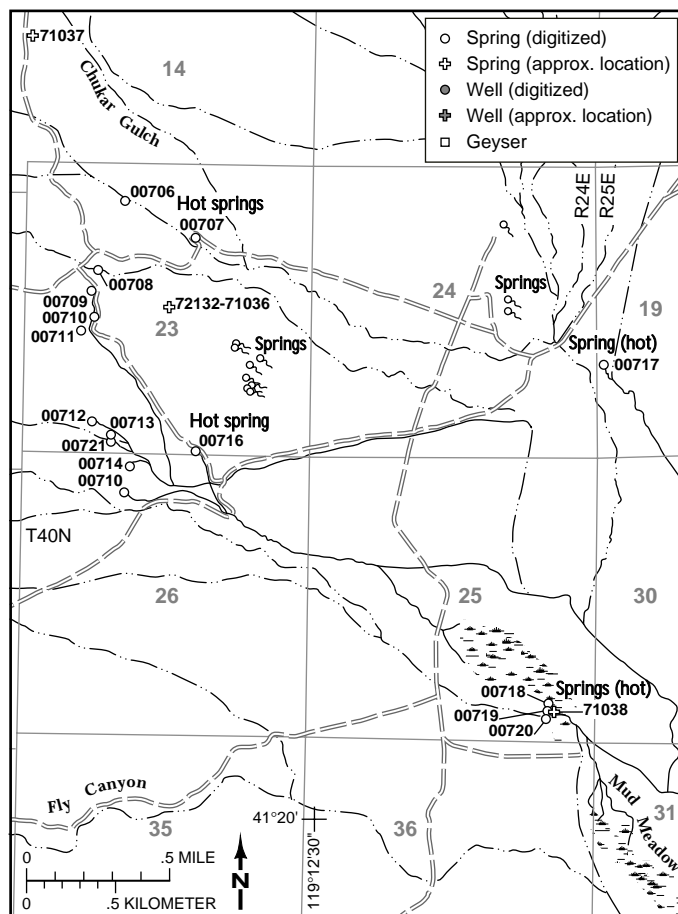 71037
14
Chukar Gulch
Spring (digitized)
Spring (approx. location)
Well (digitized)
Well (approx. location)
Geyser
R24E
R25E
00706
Hot springs
00707
00708
00709
00710
00711
72132-71036
23
Springs
24
Springs
19
Spring (hot)
00717
00712
00713
00721
00714
00710
Hot spring
00716
T40N
26
25
30
00718
Springs (hot)
00719
71038
00720
Fly Canyon
35
41°20'
119°12'30"
36
Mud Meadow
31
0 .5 MILE
0 .5 KILOMETER
N